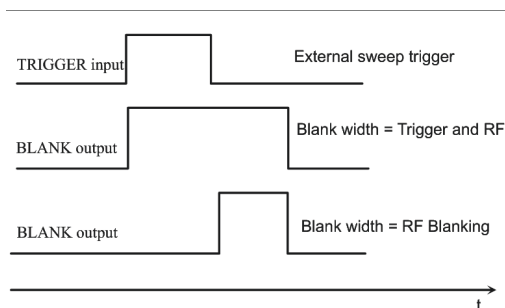 TRIGGER input External sweep trigger
BLANK output Blank width = Trigger and RF
BLANK output Blank width = RF Blanking
t